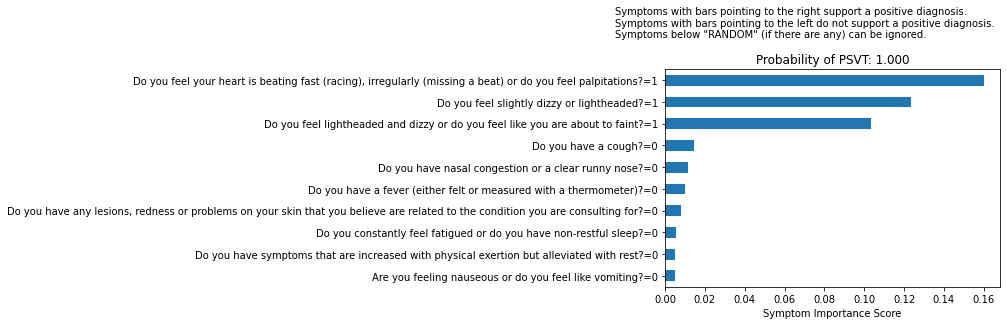 Symptoms with bars pointing to the right support a positive diagnosis.
Symptoms with bars pointing to the left do not support a positive diagnosis.
Symptoms below "RANDOM" (if there are any) can be ignored.
Probability of PSVT: 1.000
Do you feel your heart is beating fast (racing), irregularly (missing a beat) or do you feel palpitations?=1
Do you feel slightly dizzy or lightheaded?=1
Do you feel lightheaded and dizzy or do you feel like you are about to faint?=1
Do you have a cough?=0
Do you have nasal congestion or a clear runny nose?=0
Do you have a fever (either felt or measured with a thermometer)?=0
Do you have any lesions, redness or problems on your skin that you believe are related to the condition you are consulting for?=0
Do you constantly feel fatigued or do you have non-restful sleep?=0
Do you have symptoms that are increased with physical exertion but alleviated with rest?=0
Are you feeling nauseous or do you feel like vomiting?=0
0.00 0.02 0.04 0.06 0.08 0.10 0.12 0.14 0.16
Symptom Importance Score